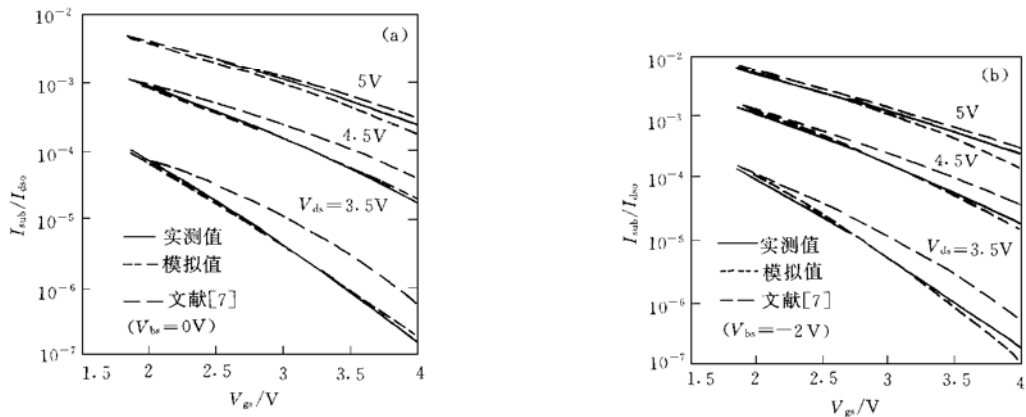 10⁻²
10⁻³
10⁻⁴
10⁻⁵
10⁻⁶
10⁻⁷
I_sub/I_dso
(a)
5V
4.5V
V_ds=3.5V
实测值
模拟值
文献[7]
(V_bs=0V)
1.5 2 2.5 3 3.5 4
V_gs/V
10⁻²
10⁻³
10⁻⁴
10⁻⁵
10⁻⁶
10⁻⁷
I_sub/I_dso
(b)
5V
4.5V
V_ds=3.5V
实测值
模拟值
文献[7]
(V_bs=-2V)
1.5 2 2.5 3 3.5 4
V_gs/V